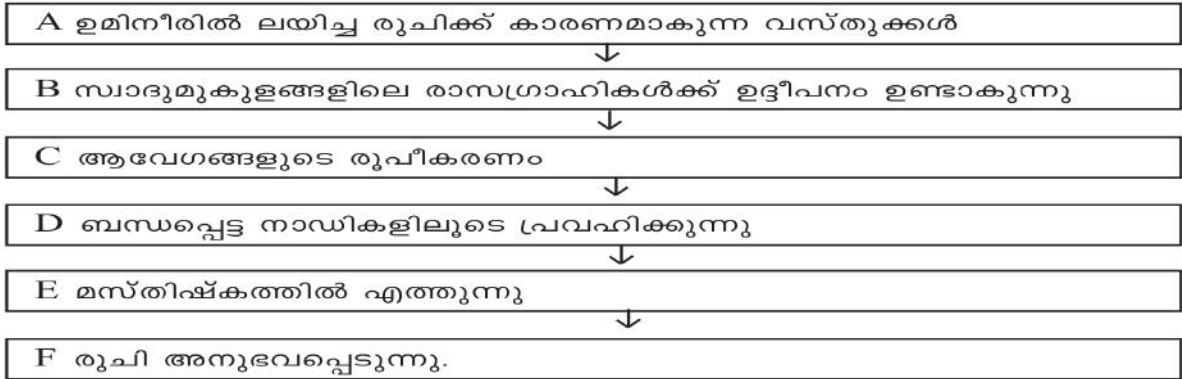 A ഉമിനീരിൽ ലയിച്ച രുചിക്ക് കാരണമാകുന്ന വസ്തുക്കൾ
B സ്വാദുമുകുളങ്ങളിലെ രാസഗ്രാഹികൾക്ക് ഉദ്ദീപനം ഉണ്ടാകുന്നു
C ആവേഗങ്ങളുടെ രൂപീകരണം
D ബന്ധപ്പെട്ട നാഡികളിലൂടെ പ്രവഹിക്കുന്നു
E മസ്തിഷ്കത്തിൽ എത്തുന്നു
F രുചി അനുഭവപ്പെടുന്നു.